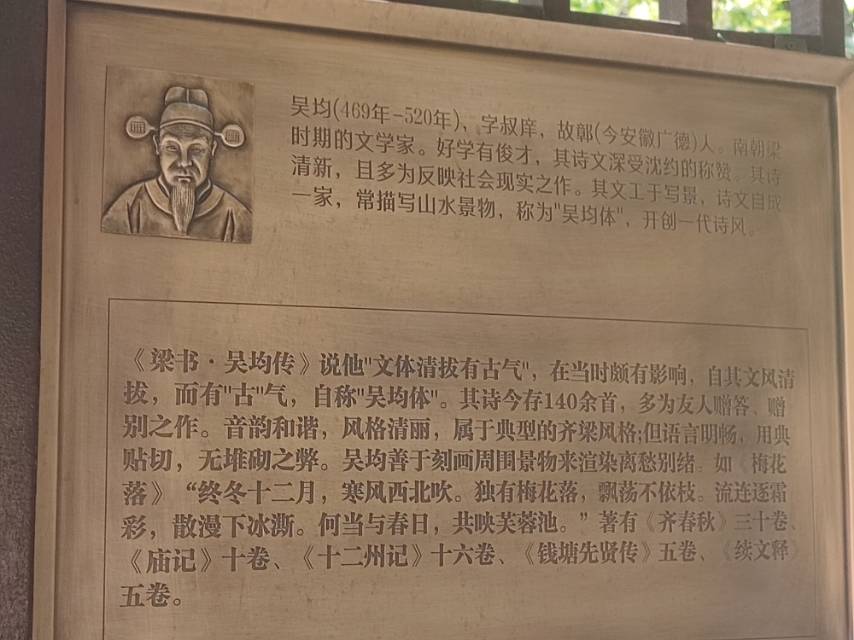 吴均(469年-520年)，字叔庠，故鄣(今安徽广德)人。南朝梁
时期的文学家。好学有俊才，其诗文深受沈约的称赞。其诗
清新，且多为反映社会现实之作。其文工于写景，诗文自成
一家，常描写山水景物，称为"吴均体"，开创一代诗风。
《梁书·吴均传》说他"文体清拔有古气"，在当时颇有影响，自其文风清
拔，而有"古"气，自称"吴均体"。其诗今存140余首，多为友人赠答、赠
别之作。音韵和谐，风格清丽，属于典型的齐梁风格;但语言明畅，用典
贴切，无堆砌之弊。吴均善于刻画周围景物来渲染离愁别绪。如《梅花
落》“终冬十二月，寒风西北吹。独有梅花落，飘荡不依枝。流连逐霜
彩，散漫下冰澌。何当与春日，共映芙蓉池。”著有《齐春秋》三十卷、
《庙记》十卷、《十二州记》十六卷、《钱塘先贤传》五卷、《续文释》
五卷。